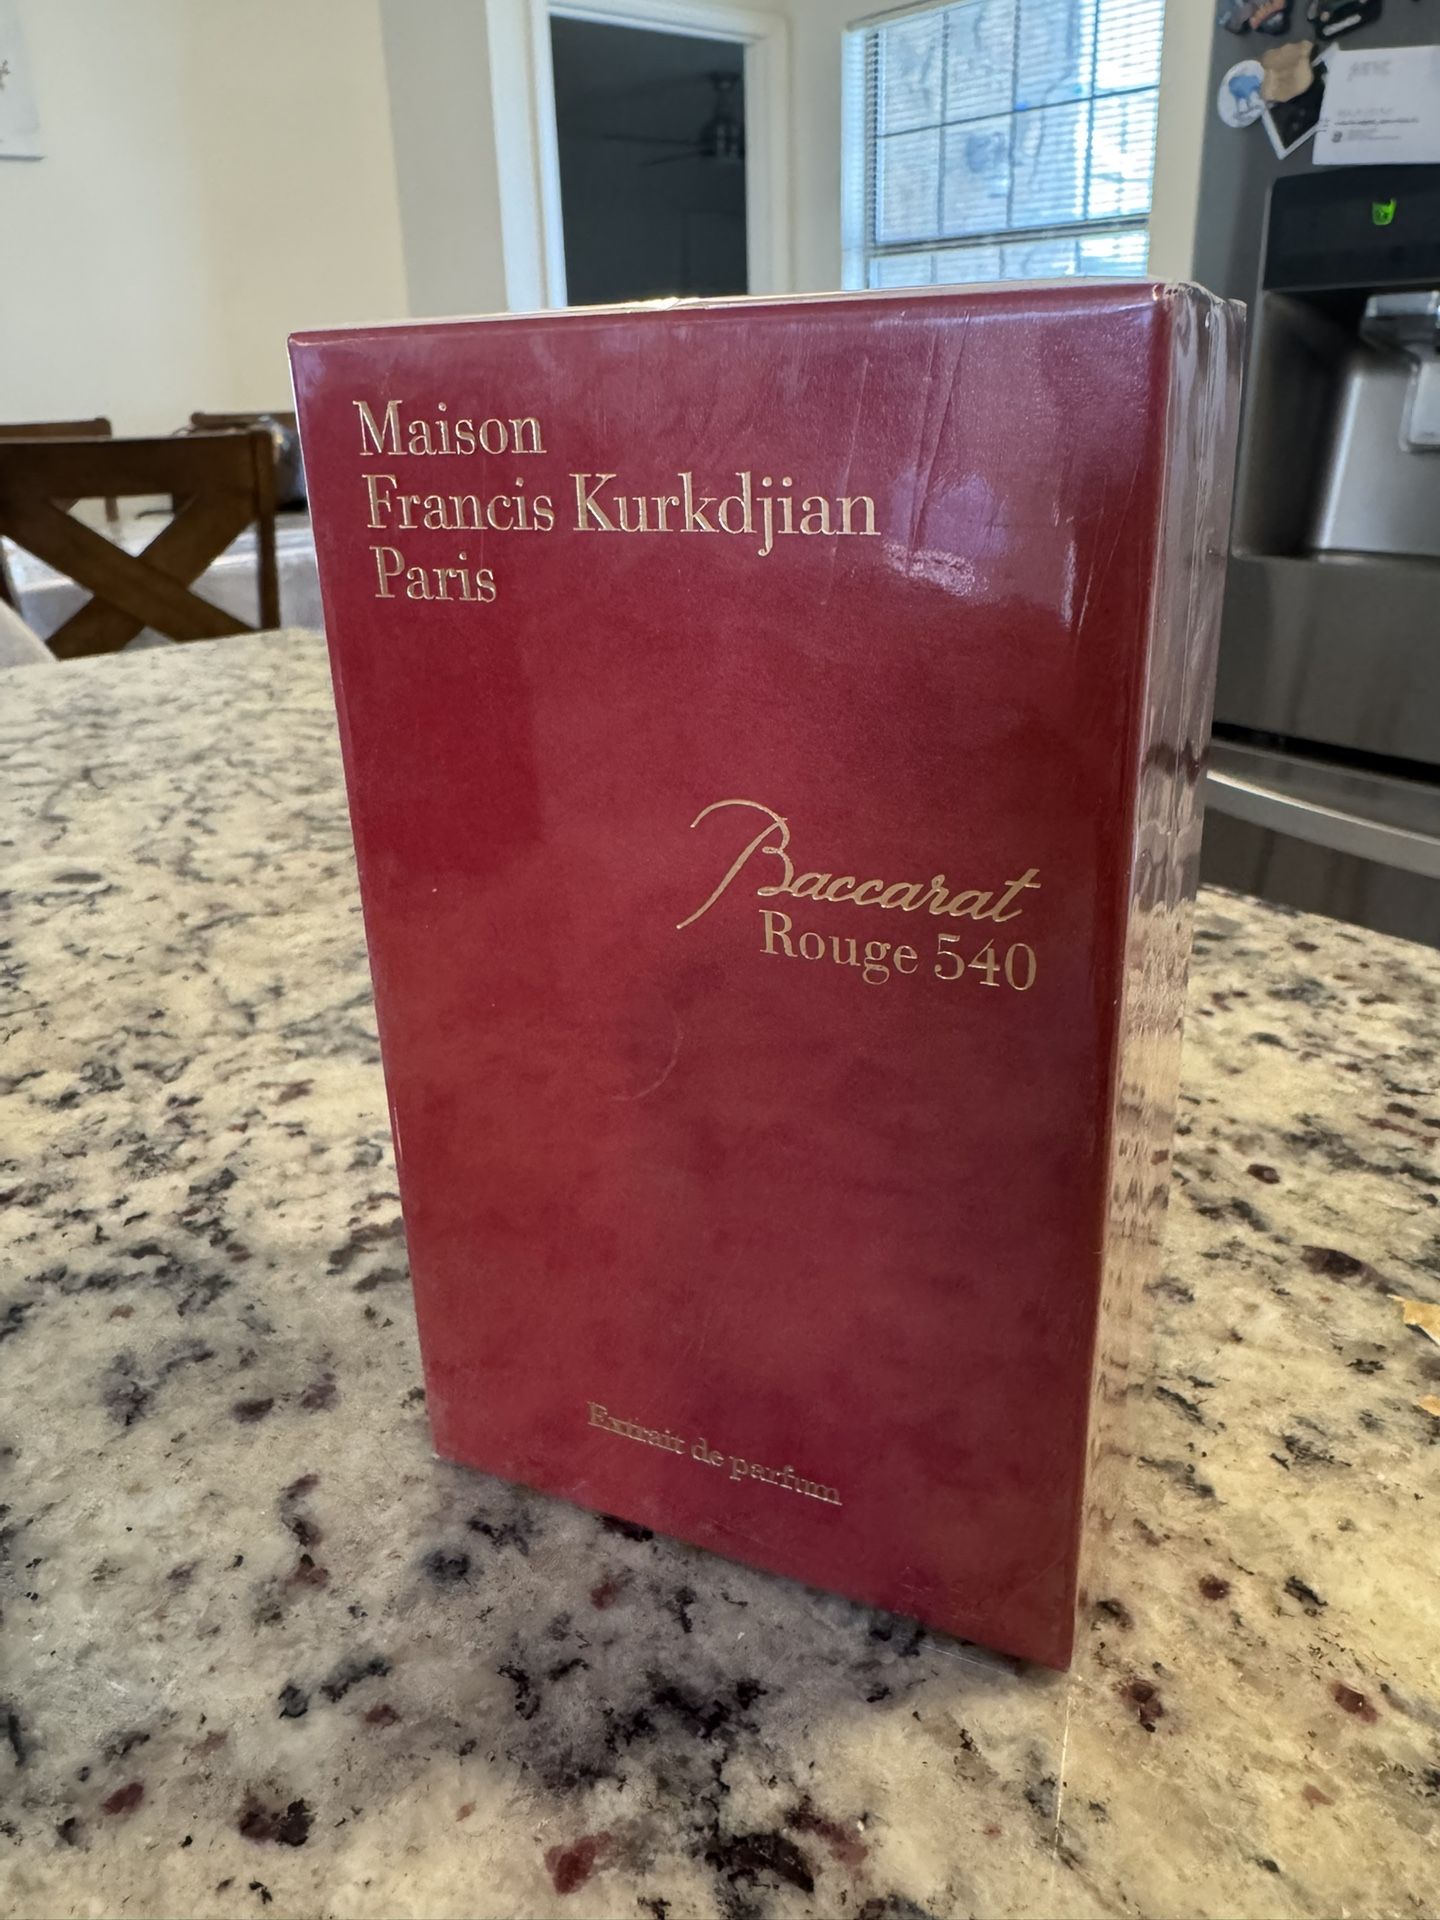 Maison
Francis Kurkdjian
Paris
Baccarat
Rouge 540
Extrait de parfum